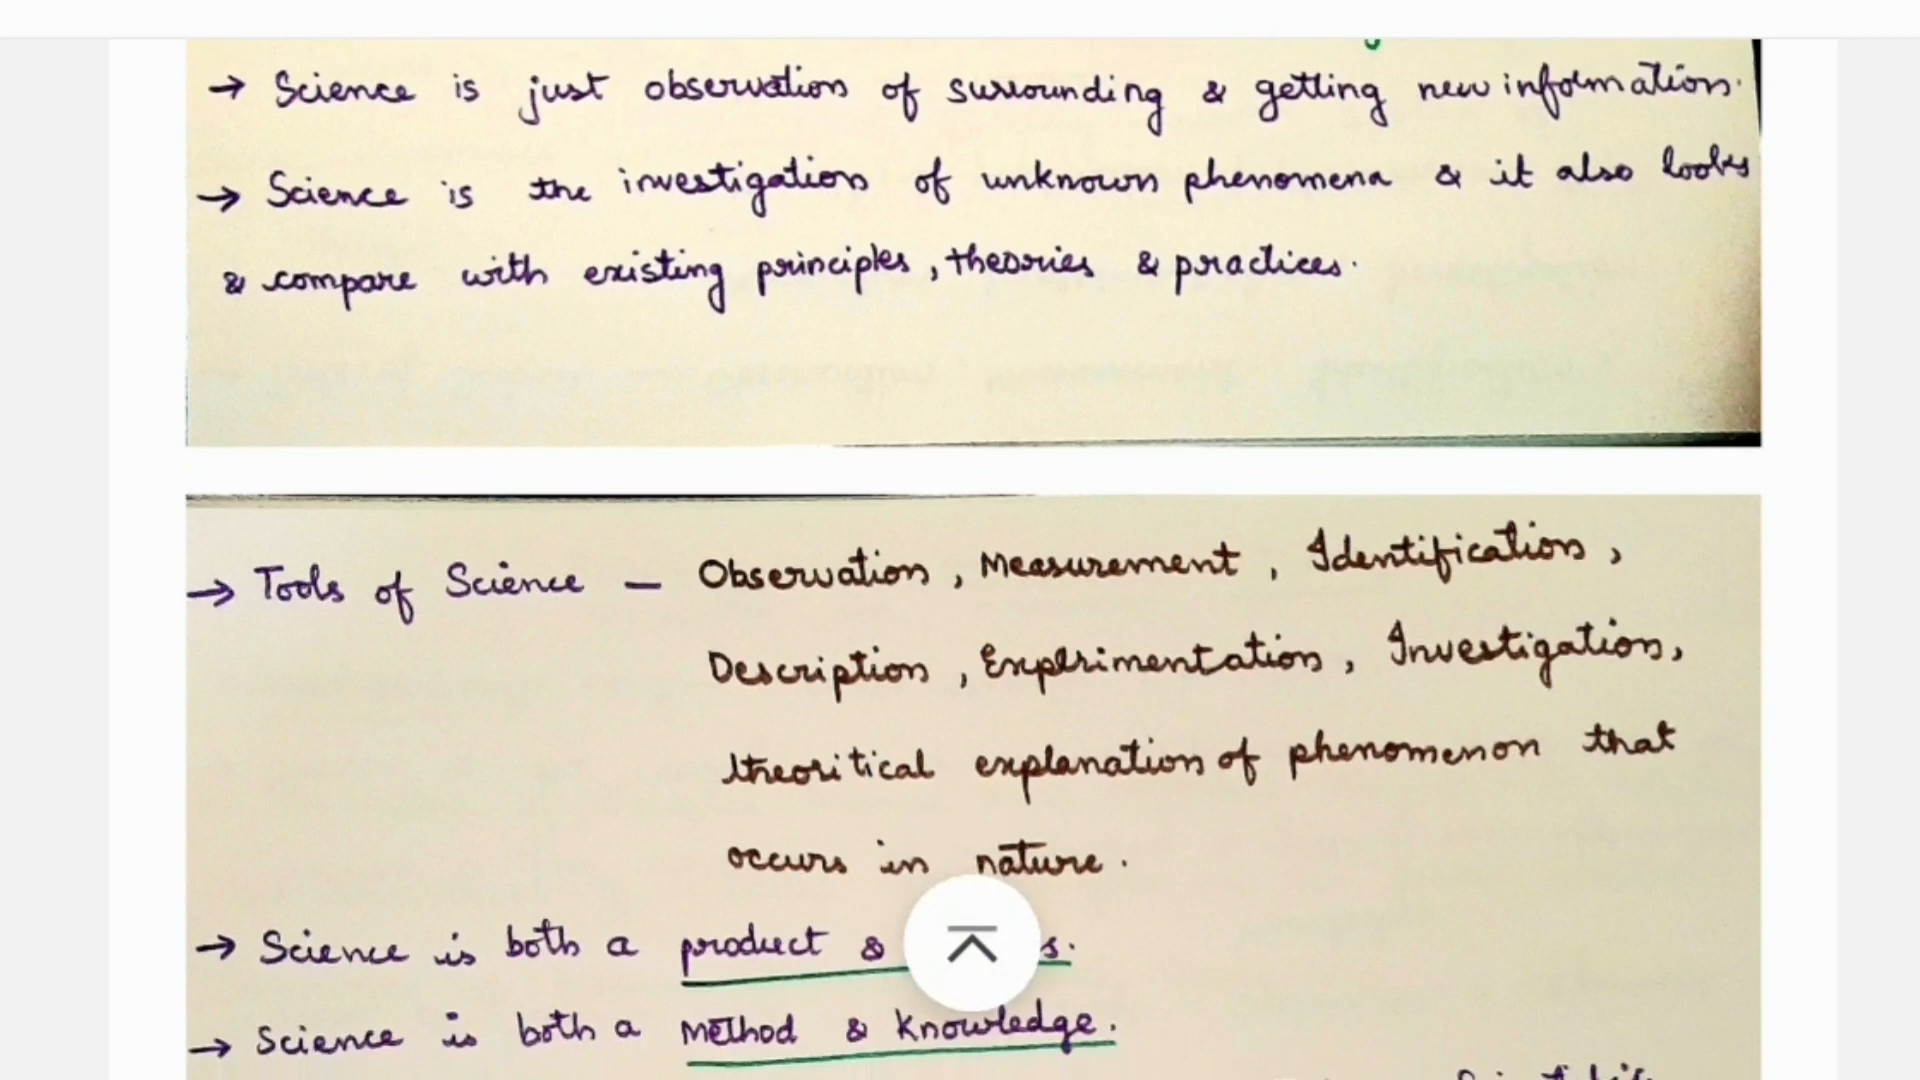 → Science is just observation of surrounding & getting new information.
→ Science is the investigation of unknown phenomena & it also looks
& compare with existing principles, theories & practices.
→ Tools of Science — Observation, Measurement, Identification,
Description, Experimentation, Investigation,
theoritical explanation of phenomenon that
occurs in nature.
→ Science is both a product & s.
→ Science is both a Method & Knowledge.